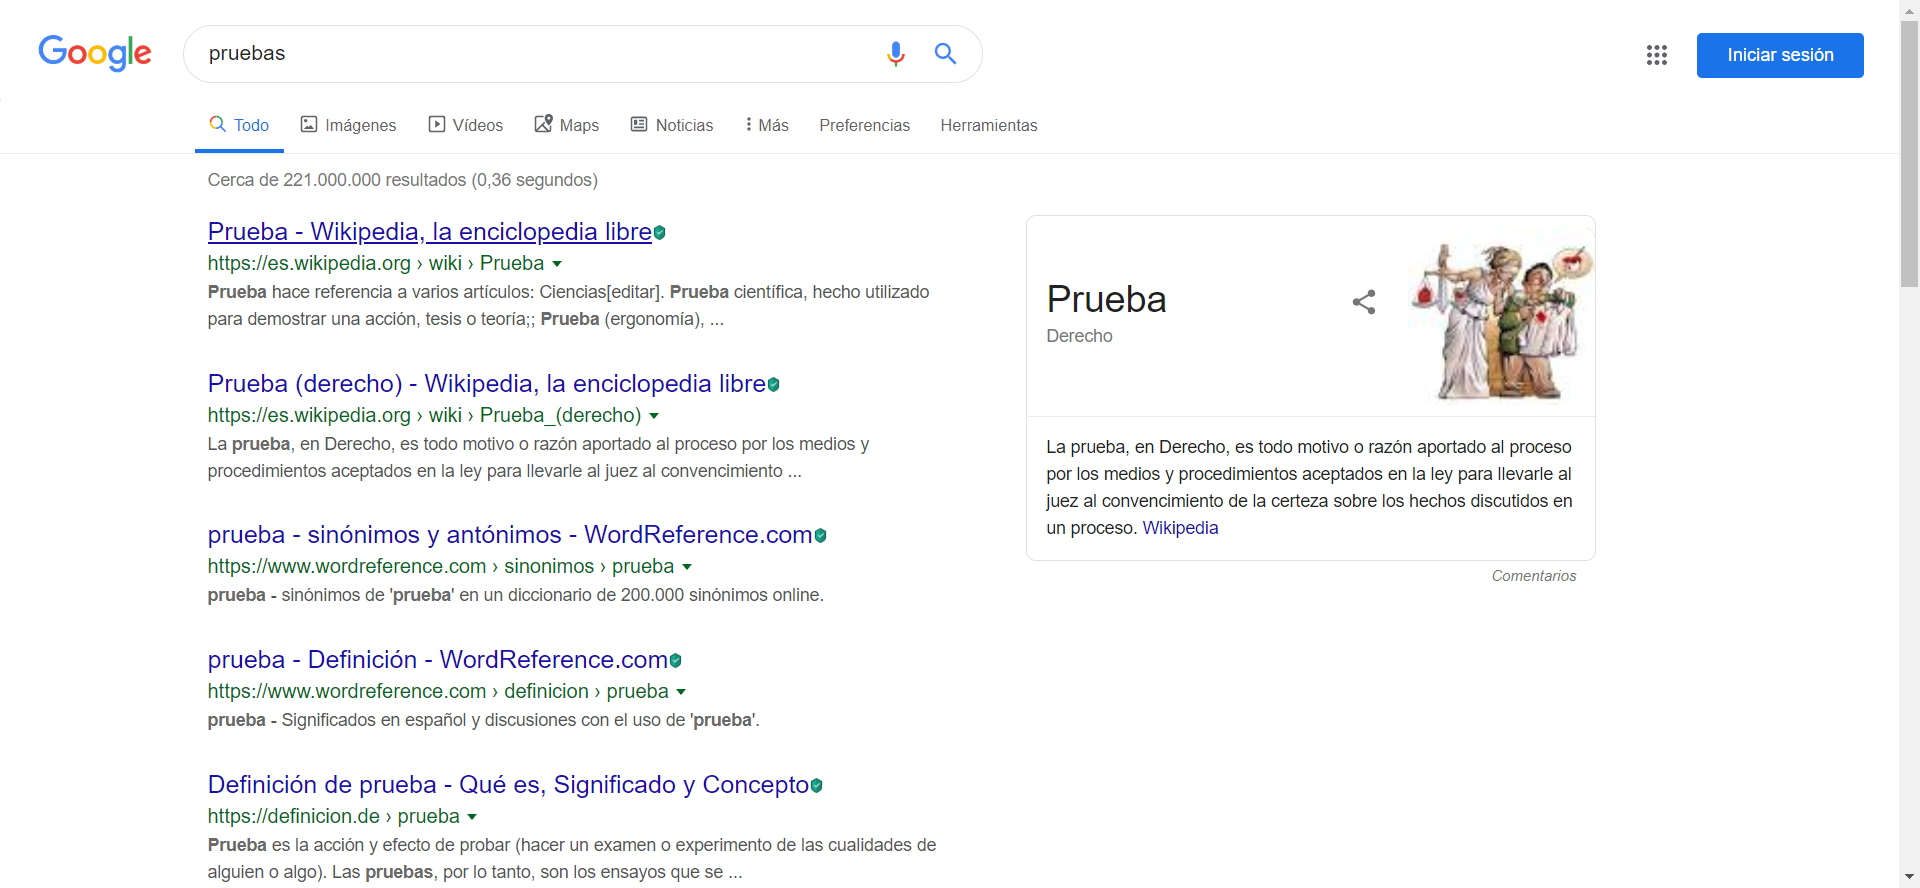 Google
pruebas
Iniciar sesión
Todo
Imágenes
Vídeos
Maps
Noticias
Más
Preferencias
Herramientas
Cerca de 221.000.000 resultados (0,36 segundos)
Prueba - Wikipedia, la enciclopedia libre
https://es.wikipedia.org › wiki › Prueba
Prueba hace referencia a varios artículos: Ciencias[editar]. Prueba científica, hecho utilizado
para demostrar una acción, tesis o teoría;; Prueba (ergonomía), ...
Prueba (derecho) - Wikipedia, la enciclopedia libre
https://es.wikipedia.org › wiki › Prueba_(derecho)
La prueba, en Derecho, es todo motivo o razón aportado al proceso por los medios y
procedimientos aceptados en la ley para llevarle al juez al convencimiento ...
prueba - sinónimos y antónimos - WordReference.com
https://www.wordreference.com › sinonimos › prueba
prueba - sinónimos de 'prueba' en un diccionario de 200.000 sinónimos online.
prueba - Definición - WordReference.com
https://www.wordreference.com › definicion › prueba
prueba - Significados en español y discusiones con el uso de 'prueba'.
Definición de prueba - Qué es, Significado y Concepto
https://definicion.de › prueba
Prueba es la acción y efecto de probar (hacer un examen o experimento de las cualidades de
alguien o algo). Las pruebas, por lo tanto, son los ensayos que se ...
Prueba
Derecho
La prueba, en Derecho, es todo motivo o razón aportado al proceso
por los medios y procedimientos aceptados en la ley para llevarle al
juez al convencimiento de la certeza sobre los hechos discutidos en
un proceso. Wikipedia
Comentarios